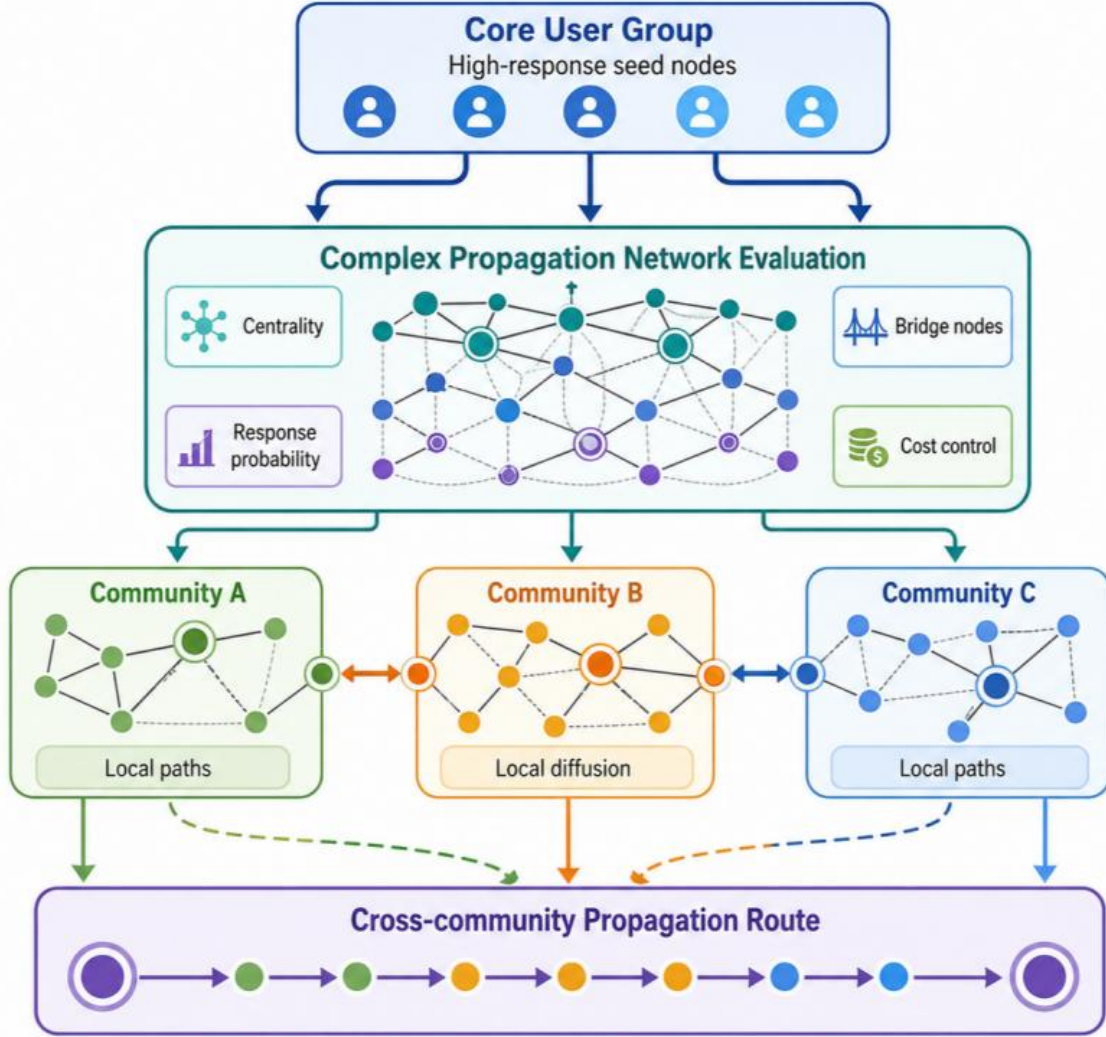 Core User Group
High-response seed nodes
Complex Propagation Network Evaluation
Centrality
Bridge nodes
Response
probability
Cost control
$
Community A
Community B
Community C
Local paths
Local diffusion
Local paths
Cross-community Propagation Route